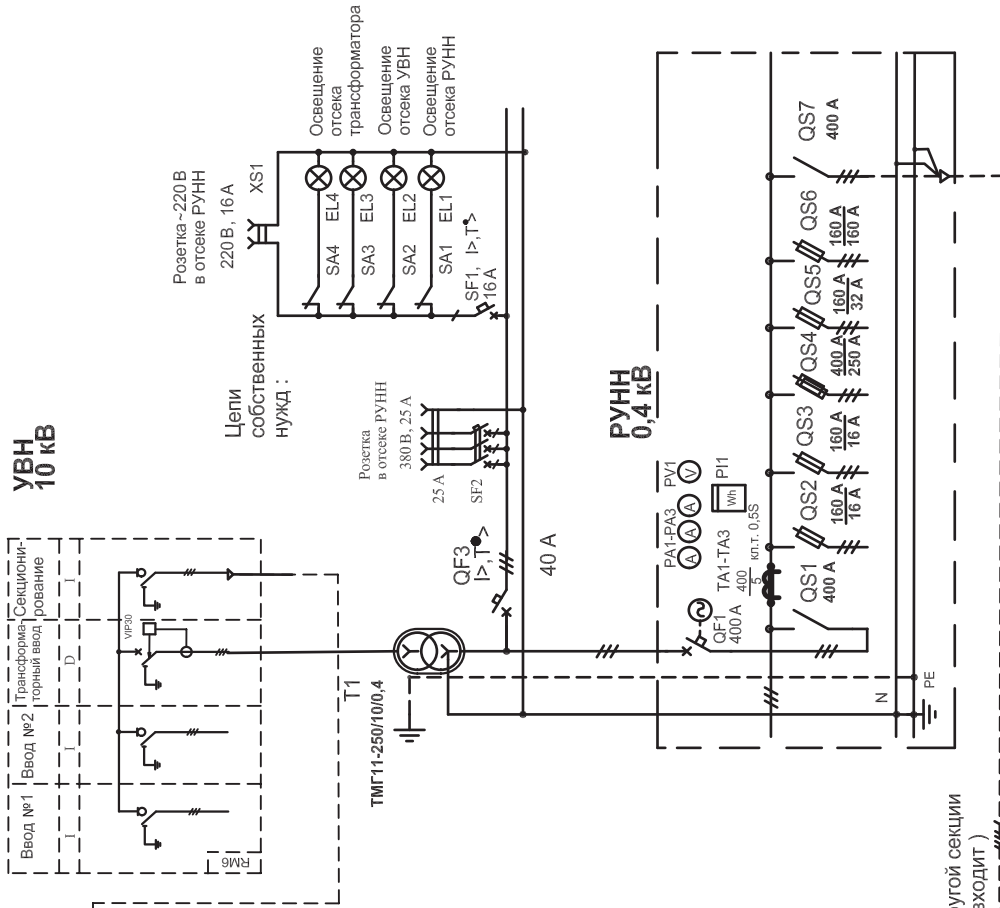 УВН
10 кВ
Ввод №1
Ввод №2
Трансформа-
торный ввод
Секциони-
рование
I
I
D
I
VIP30
RM6
T1
ТМГ11-250/10/0,4
Цепи
собственных
нужд :
Розетка ~220 В
в отсеке РУНН
220 В, 16 А
XS1
Освещение
отсека
трансформатора
Освещение
отсека УВН
Освещение
отсека РУНН
SA4
EL4
SA3
EL3
SA2
EL2
SA1
EL1
SF1, I>,T>
16 А
Розетка
в отсеке РУНН
380 В, 25 А
25 А
SF2
QF3
I>,T>
40 А
РУНН
0,4 кВ
PA1-PA3
PV1
A
A
A
V
Wh
PI1
TA1-TA3
400
5
кл.т. 0,5S
QF1
400 А
QS1
400 А
QS2
160 А
16 А
QS3
160 А
16 А
QS4
400 А
250 А
QS5
160 А
32 А
QS6
160 А
160 А
QS7
400 А
N
PE
угой секции
входит )